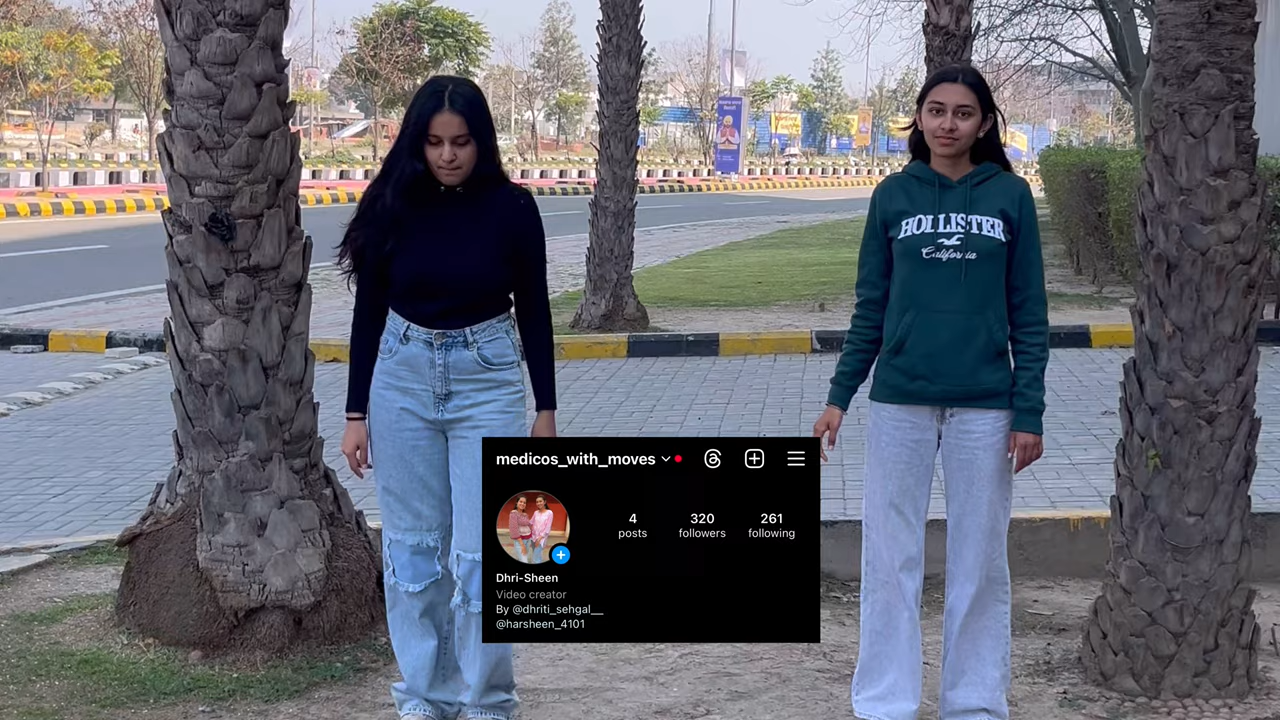 HOLLISTER
California
medicos_with_moves
4
posts
320
followers
261
following
Dhri-Sheen
Video creator
By @dhriti_sehgal__
@harsheen_4101